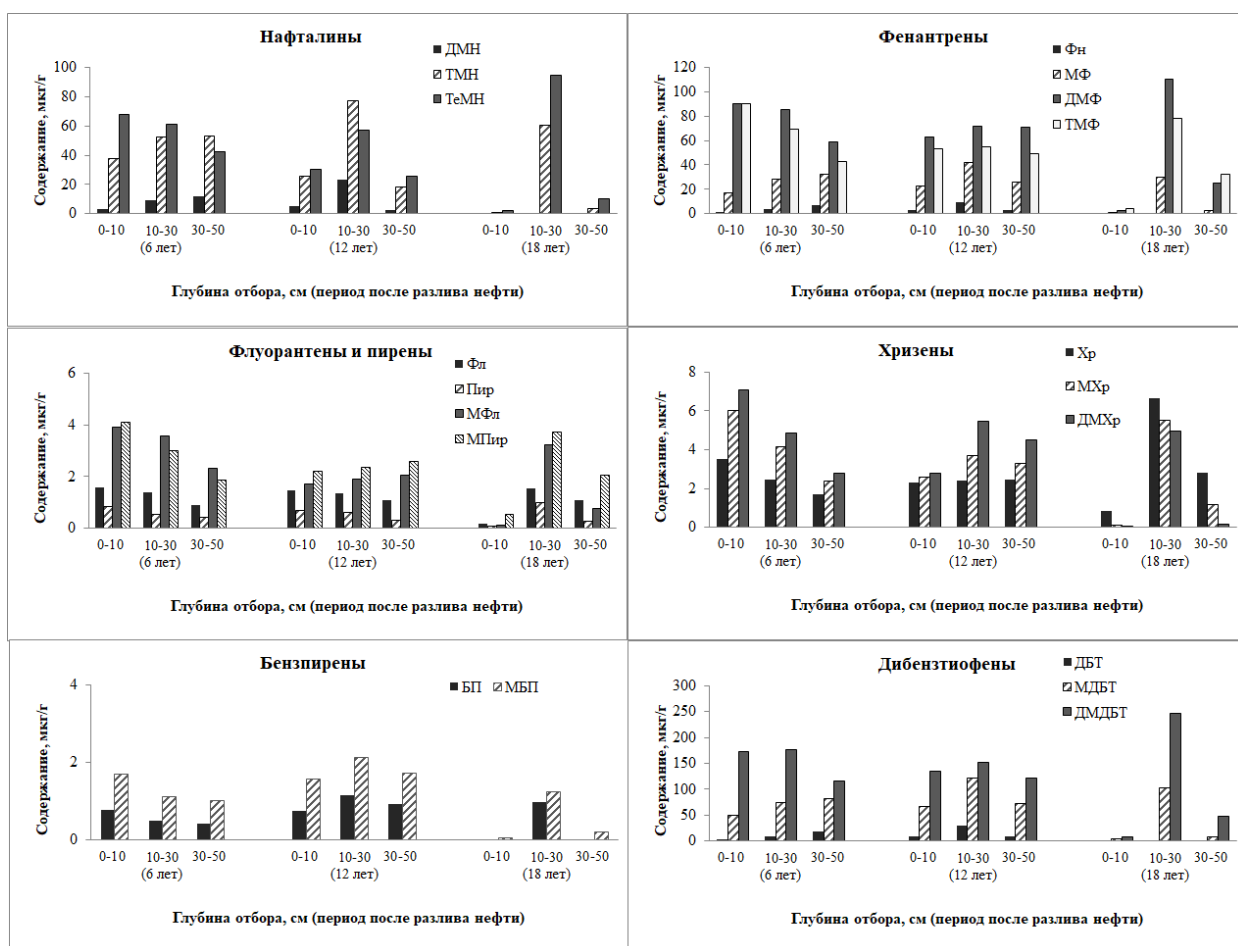 Нафталины
ДМН
ТМН
ТеМН
Содержание, мкг/г
100
80
60
40
20
0
0-10 10-30 30-50 0-10 10-30 30-50 0-10 10-30 30-50
(6 лет) (12 лет) (18 лет)
Глубина отбора, см (период после разлива нефти)
Фенантрены
Фн
МФ
ДМФ
ТМФ
Содержание, мкг/г
120
100
80
60
40
20
0
0-10 10-30 30-50 0-10 10-30 30-50 0-10 10-30 30-50
(6 лет) (12 лет) (18 лет)
Глубина отбора, см (период после разлива нефти)
Флуорантены и пирены
Фл
Пир
МФл
МПир
Содержание, мкг/г
6
4
2
0
0-10 10-30 30-50 0-10 10-30 30-50 0-10 10-30 30-50
(6 лет) (12 лет) (18 лет)
Глубина отбора, см (период после разлива нефти)
Хризены
Хр
МХр
ДМХр
Содержание, мкг/г
8
6
4
2
0
0-10 10-30 30-50 0-10 10-30 30-50 0-10 10-30 30-50
(6 лет) (12 лет) (18 лет)
Глубина отбора, см (период после разлива нефти)
Бензпирены
БП МБП
Содержание, мкг/г
4
2
0
0-10 10-30 30-50 0-10 10-30 30-50 0-10 10-30 30-50
(6 лет) (12 лет) (18 лет)
Глубина отбора, см (период после разлива нефти)
Дибензтиофены
ДБТ
МДБТ
ДМДБТ
Содержание, мкг/г
300
250
200
150
100
50
0
0-10 10-30 30-50 0-10 10-30 30-50 0-10 10-30 30-50
(6 лет) (12 лет) (18 лет)
Глубина отбора, см (период после разлива нефти)